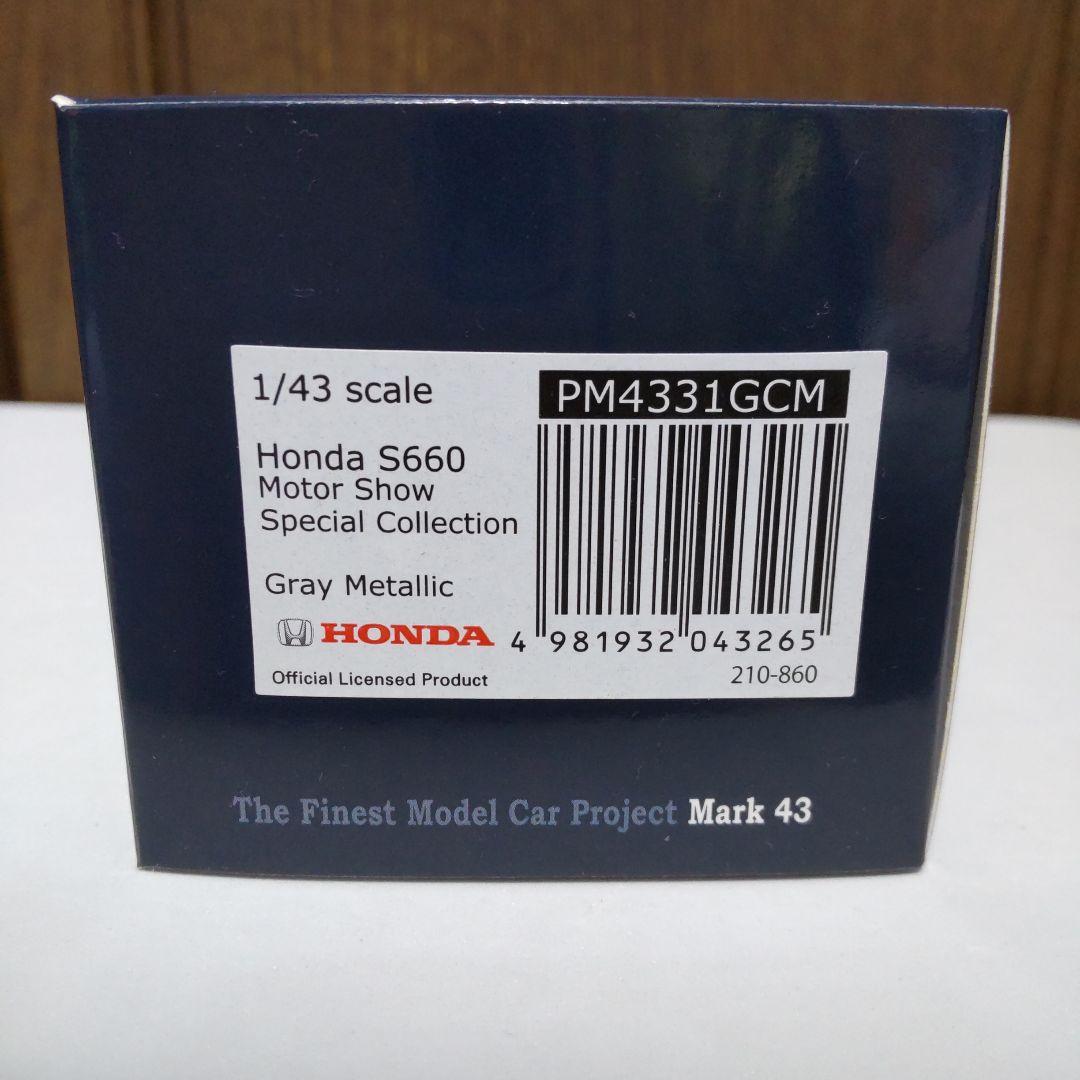 1/43 scale
PM4331GCM
Honda S660
Motor Show
Special Collection
Gray Metallic
HONDA
4 981932 043265
Official Licensed Product
210-860
The Finest Model Car Project Mark 43